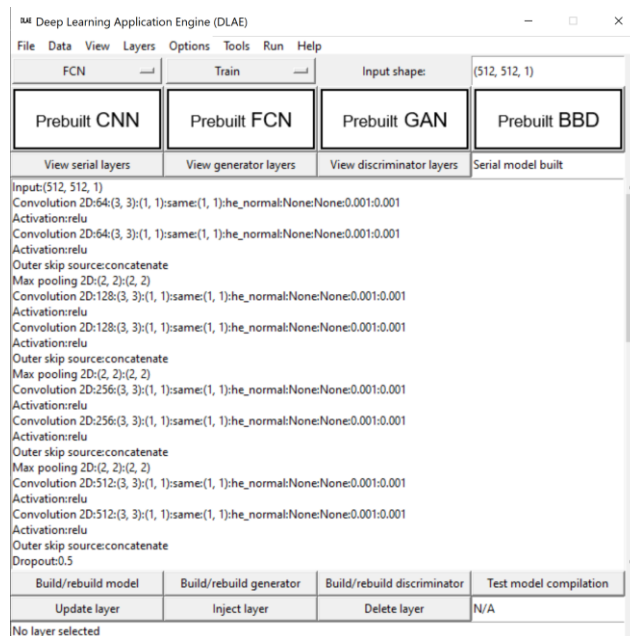 DLAE Deep Learning Application Engine (DLAE)
File Data View Layers Options Tools Run Help
FCN Train Input shape: (512, 512, 1)
Prebuilt CNN Prebuilt FCN Prebuilt GAN Prebuilt BBD
View serial layers View generator layers View discriminator layers Serial model built
Input:(512, 512, 1)
Convolution 2D:64:(3, 3):(1, 1):same:(1, 1):he_normal:None:None:0.001:0.001
Activation:relu
Convolution 2D:64:(3, 3):(1, 1):same:(1, 1):he_normal:None:None:0.001:0.001
Activation:relu
Outer skip source:concatenate
Max pooling 2D:(2, 2):(2, 2)
Convolution 2D:128:(3, 3):(1, 1):same:(1, 1):he_normal:None:None:0.001:0.001
Activation:relu
Convolution 2D:128:(3, 3):(1, 1):same:(1, 1):he_normal:None:None:0.001:0.001
Activation:relu
Outer skip source:concatenate
Max pooling 2D:(2, 2):(2, 2)
Convolution 2D:256:(3, 3):(1, 1):same:(1, 1):he_normal:None:None:0.001:0.001
Activation:relu
Convolution 2D:256:(3, 3):(1, 1):same:(1, 1):he_normal:None:None:0.001:0.001
Activation:relu
Outer skip source:concatenate
Max pooling 2D:(2, 2):(2, 2)
Convolution 2D:512:(3, 3):(1, 1):same:(1, 1):he_normal:None:None:0.001:0.001
Activation:relu
Convolution 2D:512:(3, 3):(1, 1):same:(1, 1):he_normal:None:None:0.001:0.001
Activation:relu
Outer skip source:concatenate
Dropout:0.5
Build/rebuild model Build/rebuild generator Build/rebuild discriminator Test model compilation
Update layer Inject layer Delete layer N/A
No layer selected